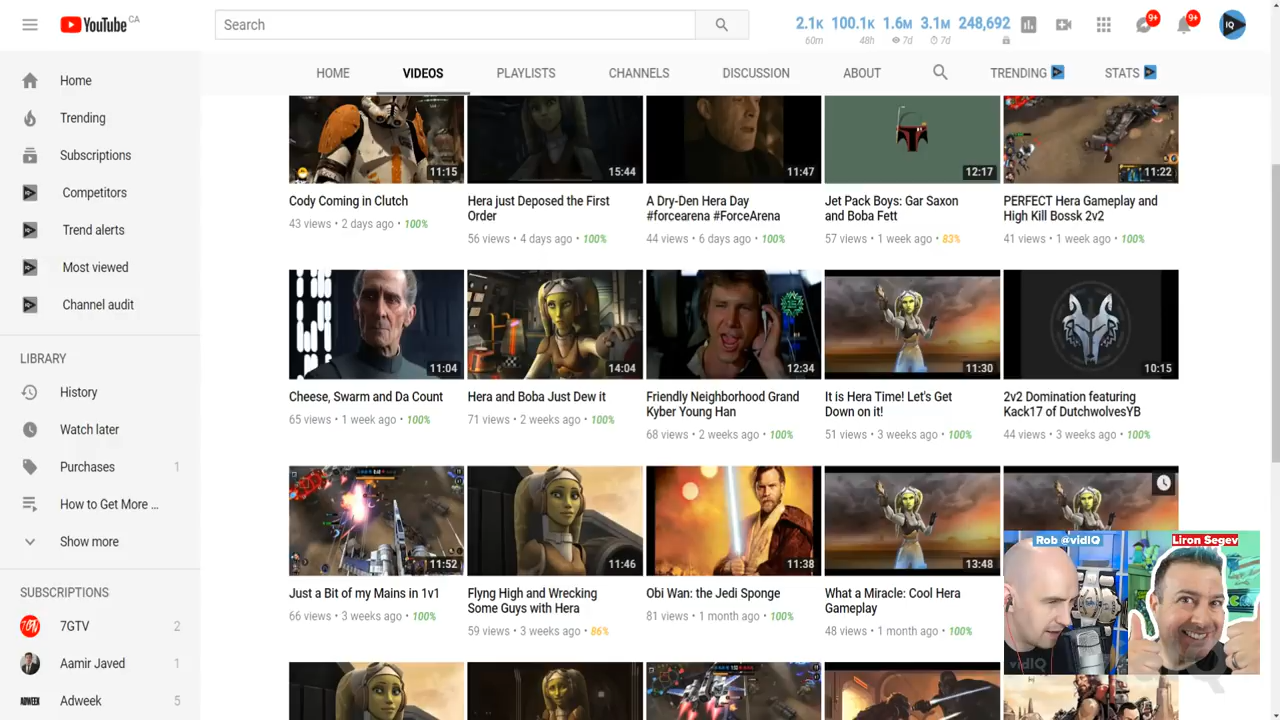 YouTube CA
Search
2.1K 100.1K 1.6M 3.1M 248,692
60m 48h 7d 7d
9+ 9+
IQ
HOME VIDEOS PLAYLISTS CHANNELS DISCUSSION ABOUT TRENDING STATS
Home
Trending
Subscriptions
Competitors
Trend alerts
Most viewed
Channel audit
LIBRARY
History
Watch later
Purchases 1
How to Get More ...
Show more
SUBSCRIPTIONS
7GTV 2
Aamir Javed 1
ADWEEK Adweek 5
11:15 15:44 11:47 12:17 11:22
Cody Coming in Clutch
43 views • 2 days ago • 100%
Hera just Deposed the First
Order
56 views • 4 days ago • 100%
A Dry-Den Hera Day
#forcearena #ForceArena
44 views • 6 days ago • 100%
Jet Pack Boys: Gar Saxon
and Boba Fett
57 views • 1 week ago • 83%
PERFECT Hera Gameplay and
High Kill Bossk 2v2
41 views • 1 week ago • 100%
11:04 14:04 12:34 11:30 10:15
Cheese, Swarm and Da Count
65 views • 1 week ago • 100%
Hera and Boba Just Dew it
71 views • 2 weeks ago • 100%
Friendly Neighborhood Grand
Kyber Young Han
68 views • 2 weeks ago • 100%
It is Hera Time! Let's Get
Down on it!
51 views • 3 weeks ago • 100%
2v2 Domination featuring
Kack17 of DutchwolvesYB
44 views • 3 weeks ago • 100%
11:52 11:46 11:38 13:48
Just a Bit of my Mains in 1v1
66 views • 3 weeks ago • 100%
Flyng High and Wrecking
Some Guys with Hera
59 views • 3 weeks ago • 86%
Obi Wan: the Jedi Sponge
81 views • 1 month ago • 100%
What a Miracle: Cool Hera
Gameplay
48 views • 1 month ago • 100%
Rob @vidIQ
Liron Segev
vidIQ